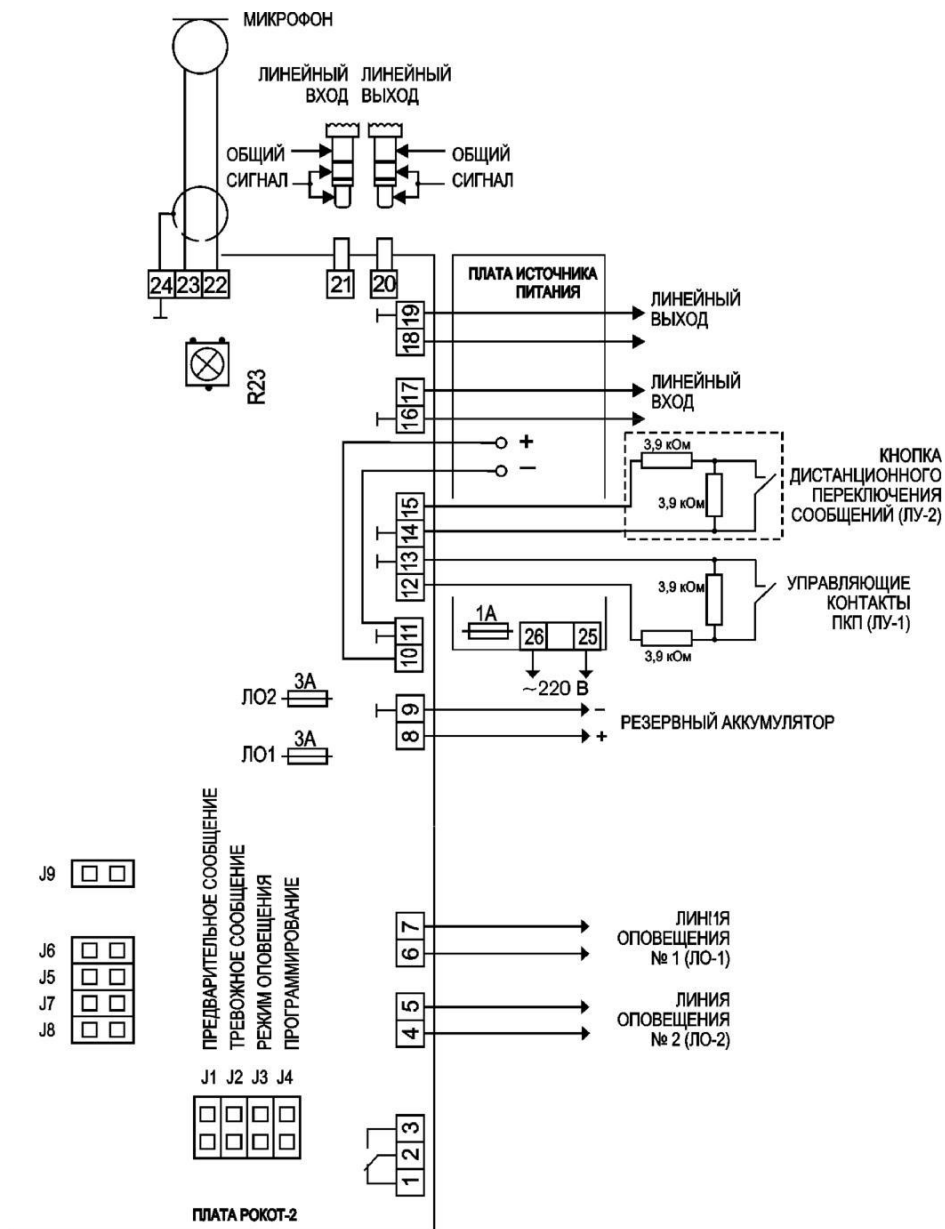 МИКРОФОН
ЛИНЕЙНЫЙ ВХОД
ЛИНЕЙНЫЙ ВЫХОД
ОБЩИЙ
СИГНАЛ
ОБЩИЙ
СИГНАЛ
24 23 22
21
20
R23
ПЛАТА ИСТОЧНИКА
ПИТАНИЯ
19
18
ЛИНЕЙНЫЙ
ВЫХОД
17
16
ЛИНЕЙНЫЙ
ВХОД
+
–
3,9 кОм
3,9 кОм
КНОПКА
ДИСТАНЦИОННОГО
ПЕРЕКЛЮЧЕНИЯ
СООБЩЕНИЙ (ЛУ-2)
15
14
13
12
3,9 кОм
3,9 кОм
УПРАВЛЯЮЩИЕ
КОНТАКТЫ
ПКП (ЛУ-1)
11
10
1А
26 25
~220 В
ЛО2 3А
ЛО1 3А
9
8
–
+
РЕЗЕРВНЫЙ АККУМУЛЯТОР
J9
J6
J5
J7
J8
ПРЕДВАРИТЕЛЬНОЕ СООБЩЕНИЕ
ТРЕВОЖНОЕ СООБЩЕНИЕ
РЕЖИМ ОПОВЕЩЕНИЯ
ПРОГРАММИРОВАНИЕ
J1 J2 J3 J4
7
6
ЛИНИЯ
ОПОВЕЩЕНИЯ
№ 1 (ЛО-1)
5
4
ЛИНИЯ
ОПОВЕЩЕНИЯ
№ 2 (ЛО-2)
3
2
1
ПЛАТА РОКОТ-2